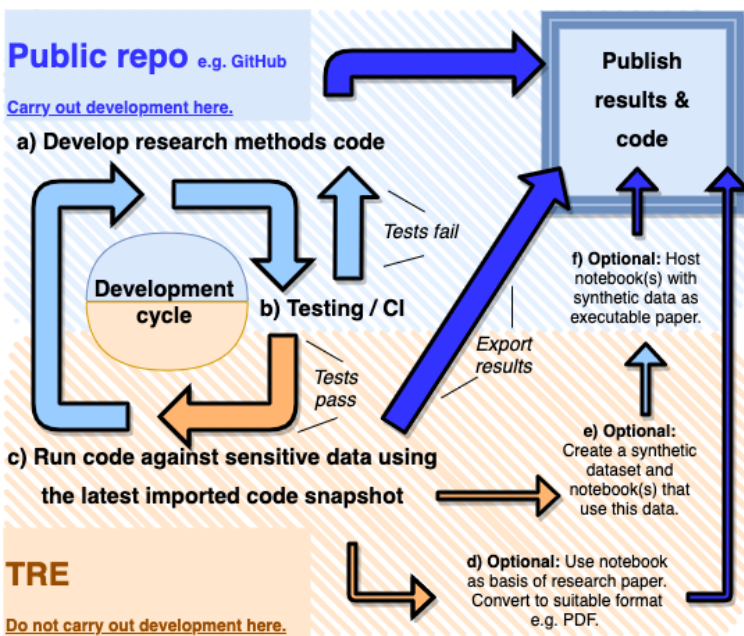 Public repo e.g. GitHub
Carry out development here.
Publish
results &
code
a) Develop research methods code
Tests fail
Development
cycle
b) Testing / CI
f) Optional: Host
notebook(s) with
synthetic data as
executable paper.
Tests
pass
Export
results
c) Run code against sensitive data using
the latest imported code snapshot
e) Optional:
Create a synthetic
dataset and
notebook(s) that
use this data.
TRE
Do not carry out development here.
d) Optional: Use notebook
as basis of research paper.
Convert to suitable format
e.g. PDF.